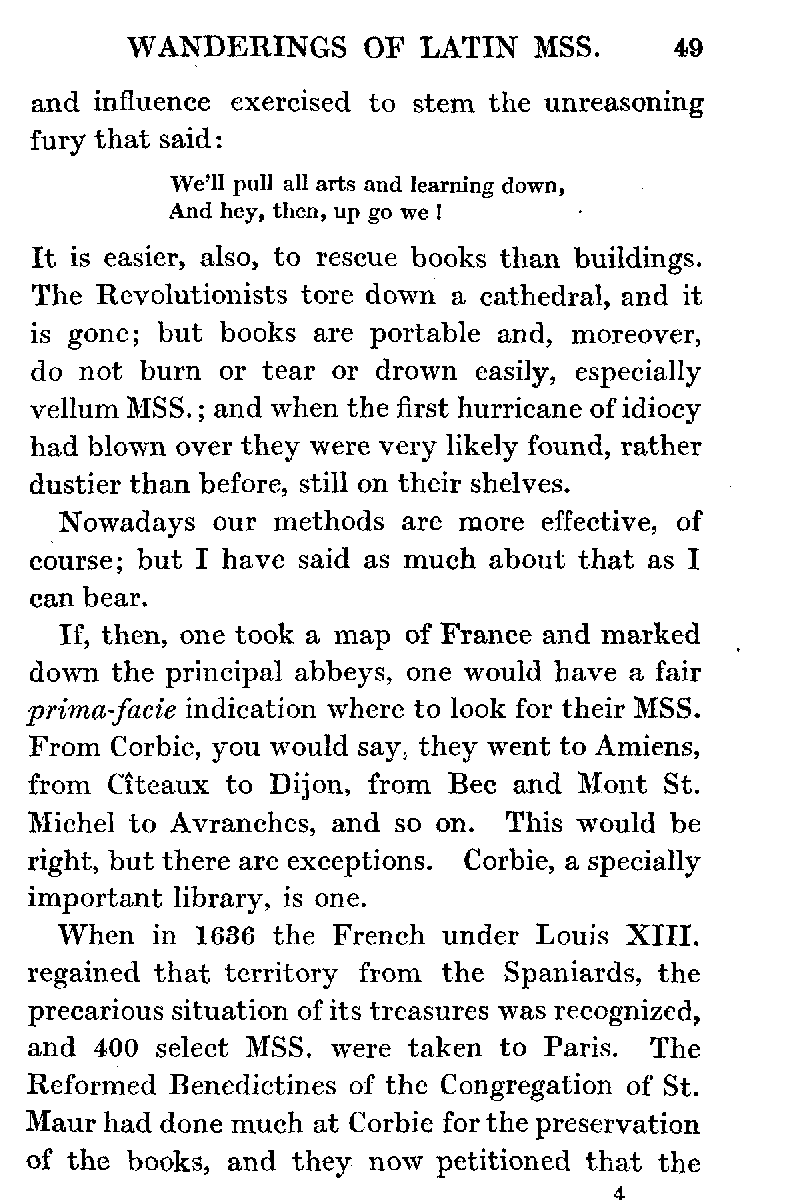 WANDERINGS OF LATIN MSS. 49
and influence exercised to stem the unreasoning
fury that said:
We'll pull all arts and learning down,
And hey, then, up go we!
It is easier, also, to rescue books than buildings.
The Revolutionists tore down a cathedral, and it
is gone; but books are portable and, moreover,
do not burn or tear or drown easily, especially
vellum MSS.; and when the first hurricane of idiocy
had blown over they were very likely found, rather
dustier than before, still on their shelves.
Nowadays our methods are more effective, of
course; but I have said as much about that as I
can bear.
If, then, one took a map of France and marked
down the principal abbeys, one would have a fair
prima-facie indication where to look for their MSS.
From Corbie, you would say, they went to Amiens,
from Cîteaux to Dijon, from Bec and Mont St.
Michel to Avranches, and so on. This would be
right, but there are exceptions. Corbie, a specially
important library, is one.
When in 1636 the French under Louis XIII.
regained that territory from the Spaniards, the
precarious situation of its treasures was recognized,
and 400 select MSS. were taken to Paris. The
Reformed Benedictines of the Congregation of St.
Maur had done much at Corbie for the preservation
of the books, and they now petitioned that the
4